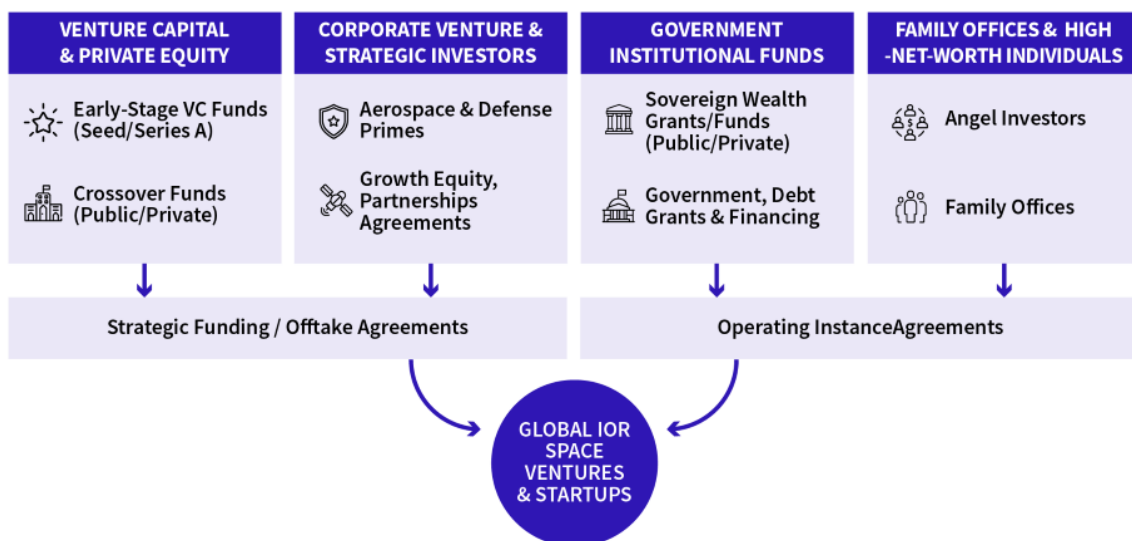 VENTURE CAPITAL
& PRIVATE EQUITY
CORPORATE VENTURE &
STRATEGIC INVESTORS
GOVERNMENT
INSTITUTIONAL FUNDS
FAMILY OFFICES & HIGH
-NET-WORTH INDIVIDUALS
Early-Stage VC Funds
(Seed/Series A)
Crossover Funds
(Public/Private)
Aerospace & Defense
Primes
Growth Equity,
Partnerships
Agreements
Sovereign Wealth
Grants/Funds
(Public/Private)
Government, Debt
Grants & Financing
Angel Investors
Family Offices
Strategic Funding / Offtake Agreements
Operating InstanceAgreements
GLOBAL IOR
SPACE
VENTURES
& STARTUPS